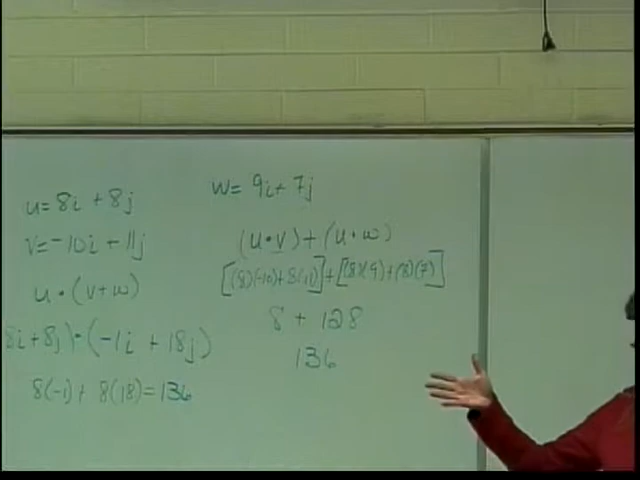 u = 8i + 8j
v = -10i + 11j
u • (v + w)
8i + 8j) • (-1i + 18j)
8(-1) + 8(18) = 136
w = 9i + 7j
(u • v) + (u • w)
[(8)(-10) + 8(11)] + [(8)(9) + (8)(7)]
8 + 128
136